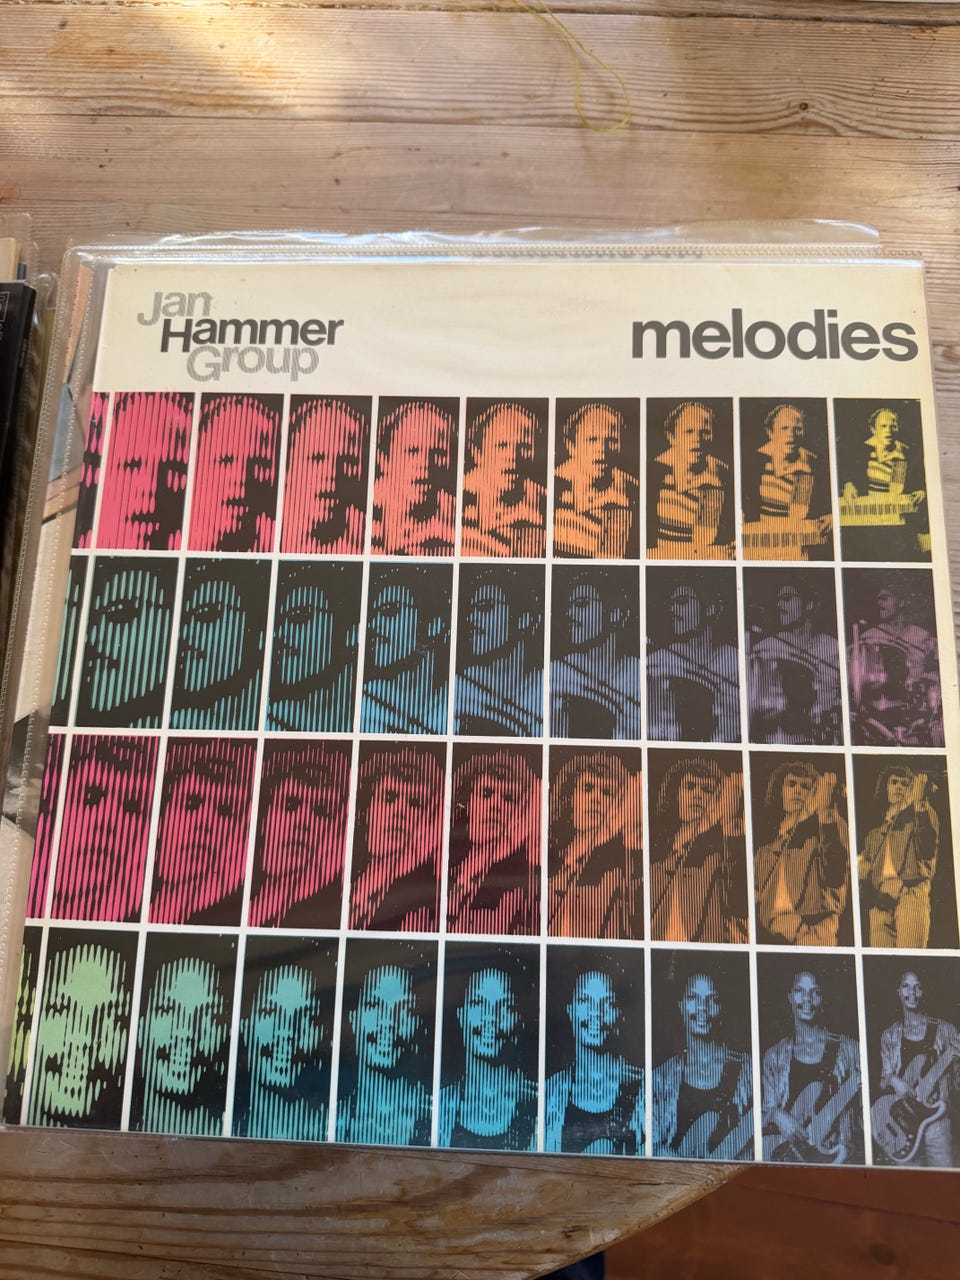 Jan
Hammer
Group
melodies